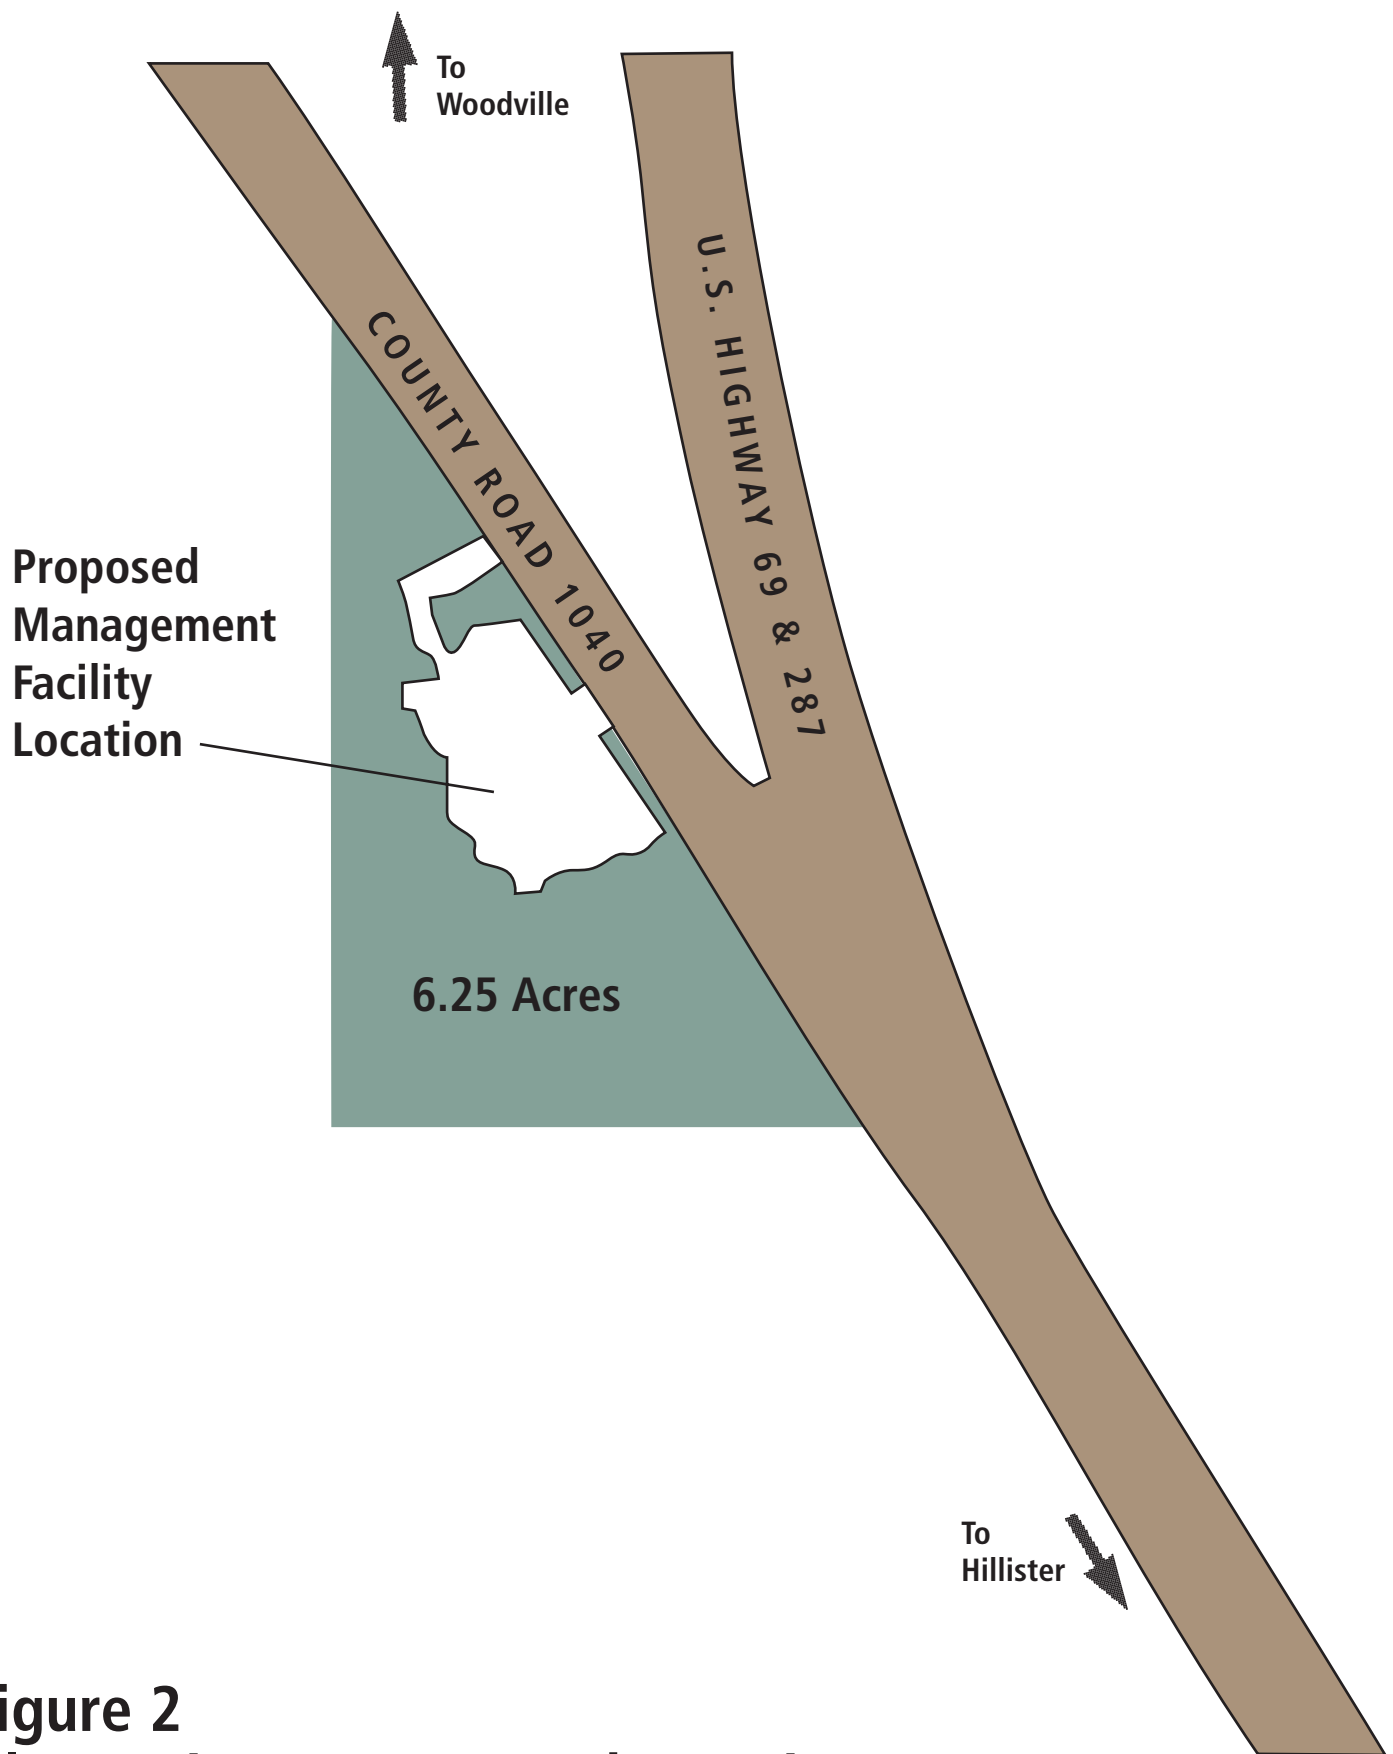 To
Woodville
U.S. HIGHWAY 69 & 287
COUNTY ROAD 1040
Proposed
Management
Facility
Location
6.25 Acres
To
Hillister
igure 2